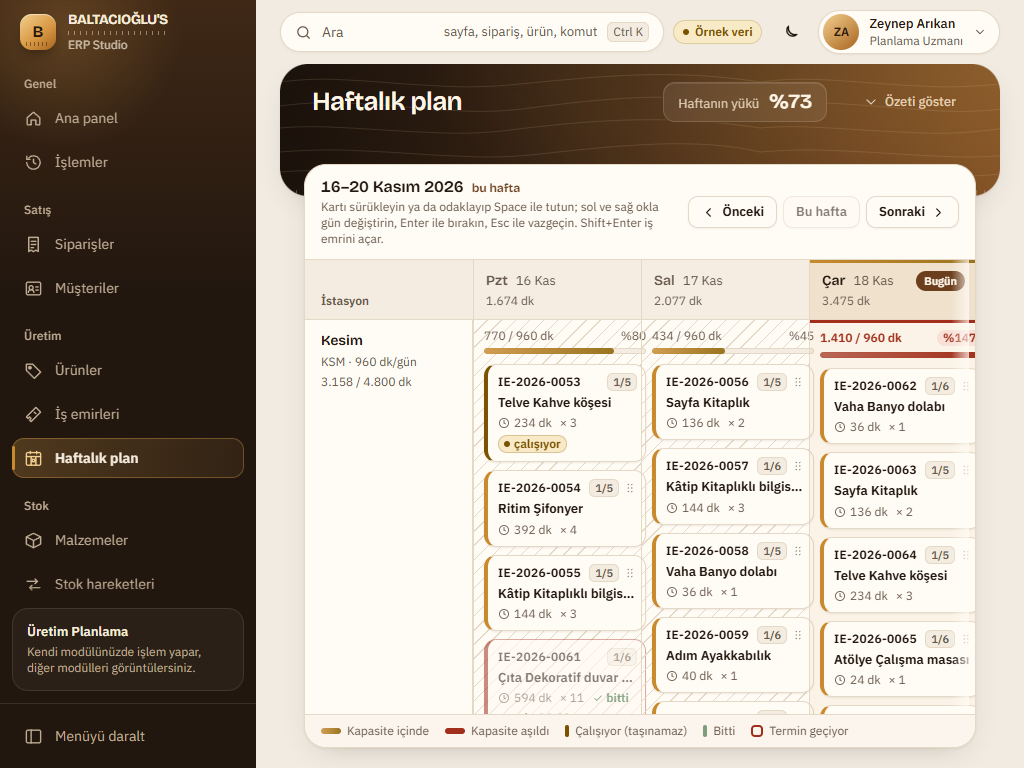 B
BALTACIOĞLU'S
ERP Studio
Genel
Ana panel
İşlemler
Satış
Siparişler
Müşteriler
Üretim
Ürünler
İş emirleri
Haftalık plan
Stok
Malzemeler
Stok hareketleri
Üretim Planlama
Kendi modülünüzde işlem yapar,
diğer modülleri görüntülersiniz.
Menüyü daralt
Ara
sayfa, sipariş, ürün, komut
Ctrl K
Örnek veri
ZA
Zeynep Arıkan
Planlama Uzmanı
Haftalık plan
Haftanın yükü %73
Özeti göster
16–20 Kasım 2026 bu hafta
Kartı sürükleyin ya da odaklayıp Space ile tutun; sol ve sağ okla
gün değiştirin, Enter ile bırakın, Esc ile vazgeçin. Shift+Enter iş
emrini açar.
Önceki
Bu hafta
Sonraki
İstasyon
Pzt 16 Kas
1.674 dk
Sal 17 Kas
2.077 dk
Çar 18 Kas
Bugün
3.475 dk
Kesim
KSM · 960 dk/gün
3.158 / 4.800 dk
770 / 960 dk %80
IE-2026-0053 1/5
Telve Kahve köşesi
234 dk × 3
çalışıyor
IE-2026-0054 1/5
Ritim Şifonyer
392 dk × 4
IE-2026-0055 1/5
Kâtip Kitaplıklı bilgis...
144 dk × 3
IE-2026-0061 1/6
Çıta Dekoratif duvar ...
594 dk × 11 bitti
434 / 960 dk %45
IE-2026-0056 1/5
Sayfa Kitaplık
136 dk × 2
IE-2026-0057 1/6
Kâtip Kitaplıklı bilgis...
144 dk × 3
IE-2026-0058 1/5
Vaha Banyo dolabı
36 dk × 1
IE-2026-0059 1/6
Adım Ayakkabılık
40 dk × 1
1.410 / 960 dk %147
IE-2026-0062 1/6
Vaha Banyo dolabı
36 dk × 1
IE-2026-0063 1/5
Sayfa Kitaplık
136 dk × 2
IE-2026-0064 1/5
Telve Kahve köşesi
234 dk × 3
IE-2026-0065 1/6
Atölye Çalışma masası
24 dk × 1
Kapasite içinde
Kapasite aşıldı
Çalışıyor (taşınamaz)
Bitti
Termin geçiyor